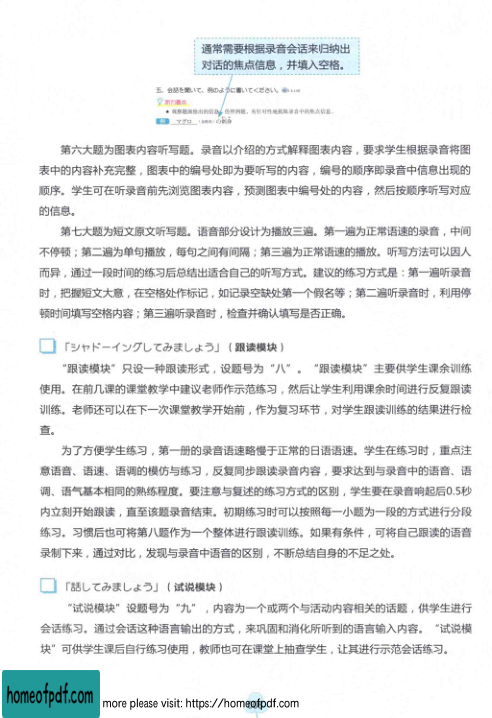 通常需要根据录音会话来归纳出
对话的焦点信息，并填入空格。
五、会話を聞いて、例のように書いてください。
听力要点
例 マグロ の刺身
第六大题为图表内容听写题。录音以介绍的方式解释图表内容，要求学生根据录音将图
表中的内容补充完整，图表中的编号处即为要听写的内容，编号的顺序即录音中信息出现的
顺序。学生可在听录音前先浏览图表内容，预测图表中编号处的内容，然后按顺序听写对应
的信息。
第七大题为短文原文听写题。语音部分设计为播放三遍。第一遍为正常语速的录音，中间
不停顿；第二遍为单句播放，每句之间有间隔；第三遍为正常语速的播放。听写方法可以因人
而异，通过一段时间的练习后总结出适合自己的听写方式。建议的练习方式是：第一遍听录音
时，把握短文大意，在空格处作标记，如记录空缺处第一个假名等；第二遍听录音时，利用停
顿时间填写空格内容；第三遍听录音时，检查并确认填写是否正确。
「シャドーイングしてみましょう」（跟读模块）
“跟读模块”只设一种跟读形式，设题号为“八”。“跟读模块”主要供学生课余训练
使用。在前几课的课堂教学中建议老师作示范练习，然后让学生利用课余时间进行反复跟读
训练。老师还可以在下一次课堂教学开始前，作为复习环节，对学生跟读训练的结果进行检
查。
为了方便学生练习，第一册的录音语速略慢于正常的日语语速。学生在练习时，重点注
意语音、语速、语调的模仿与练习，反复同步跟读录音内容，要求达到与录音中的语音、语
调、语气基本相同的熟练程度。要注意与复述的练习方式的区别，学生要在录音响起后0.5秒
内立刻开始跟读，直至该题录音结束。初期练习时可以按照每一小题为一段的方式进行分段
练习。习惯后也可将第八题作为一个整体进行跟读训练。如果有条件，可将自己跟读的语音
录制下来，通过对比，发现与录音中语音的区别，不断总结自身的不足之处。
「話してみましょう」（试说模块）
“试说模块”设题号为“九”，内容为一个或两个与活动内容相关的话题，供学生进行
会话练习。通过会话这种语言输出的方式，来巩固和消化所听到的语言输入内容。“试说模
块”可供学生课后自行练习使用，教师也可在课堂上抽查学生，让其进行示范会话练习。
homeofpdf.com
more please visit: https://homeofpdf.com